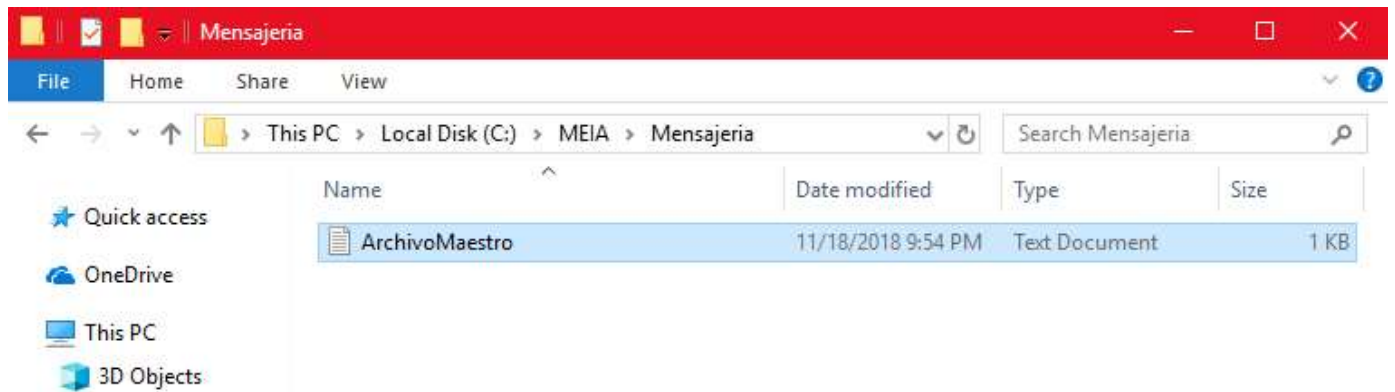 Mensajeria
File Home Share View
This PC > Local Disk (C:) > MEIA > Mensajeria Search Mensajeria
Name Date modified Type Size
Quick access
ArchivoMaestro 11/18/2018 9:54 PM Text Document 1 KB
OneDrive
This PC
3D Objects